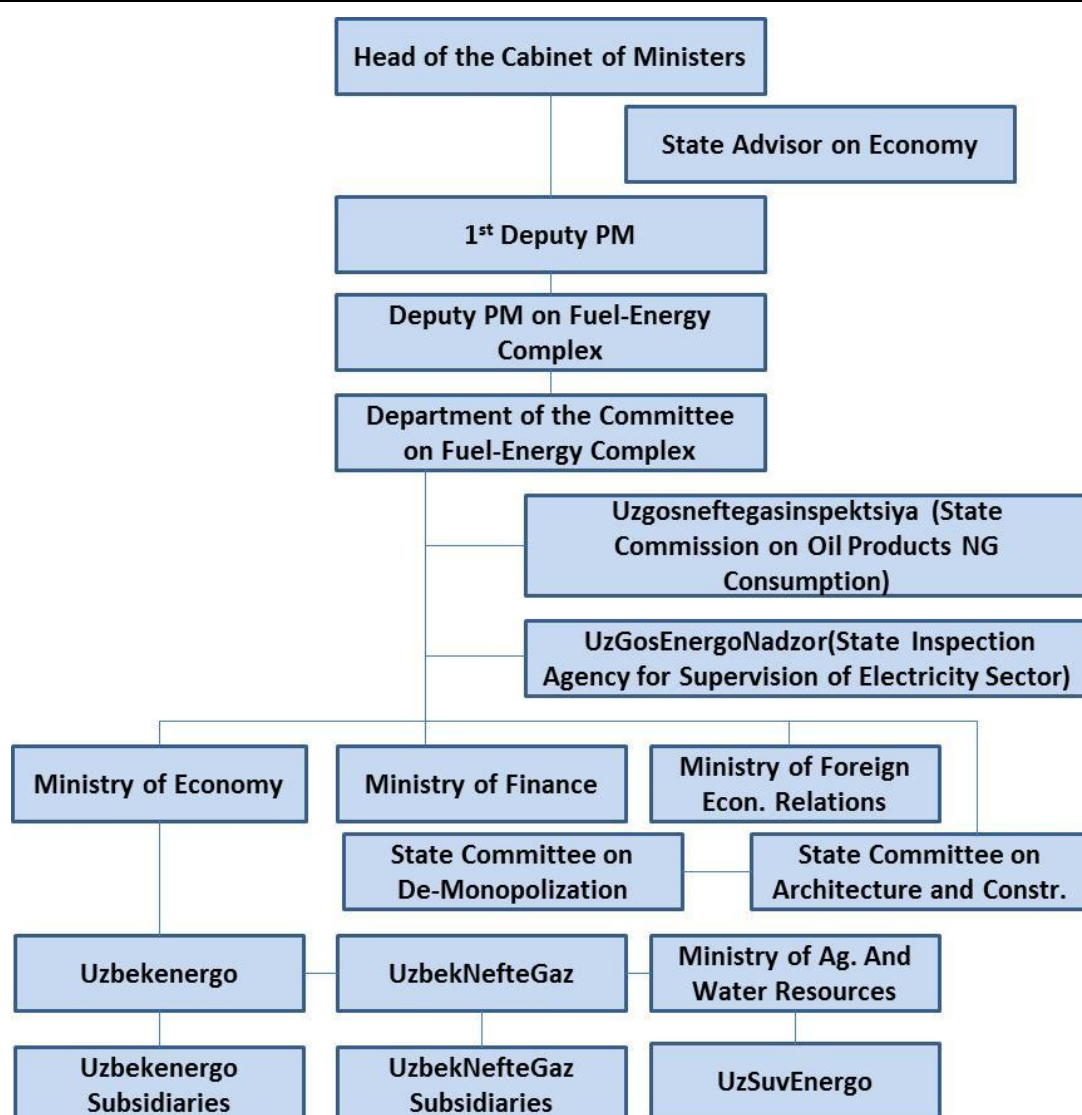 Head of the Cabinet of Ministers
State Advisor on Economy
1st Deputy PM
Deputy PM on Fuel-Energy
Complex
Department of the Committee
on Fuel-Energy Complex
Uzgosneftegasinspektsiya (State
Commission on Oil Products NG
Consumption)
UzGosEnergoNadzor(State Inspection
Agency for Supervision of Electricity Sector)
Ministry of Economy
Ministry of Finance
Ministry of Foreign
Econ. Relations
State Committee on
De-Monopolization
State Committee on
Architecture and Constr.
Uzbekenergo
UzbekNefteGaz
Ministry of Ag. And
Water Resources
Uzbekenergo
Subsidiaries
UzbekNefteGaz
Subsidiaries
UzSuvEnergo